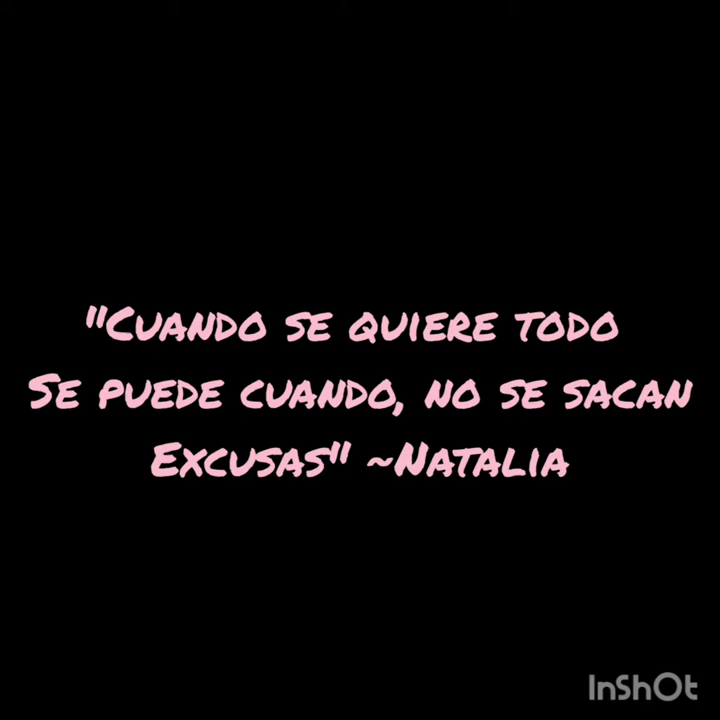 "Cuando se quiere todo
Se puede cuando, no se sacan
Excusas" ~Natalia
InShOt